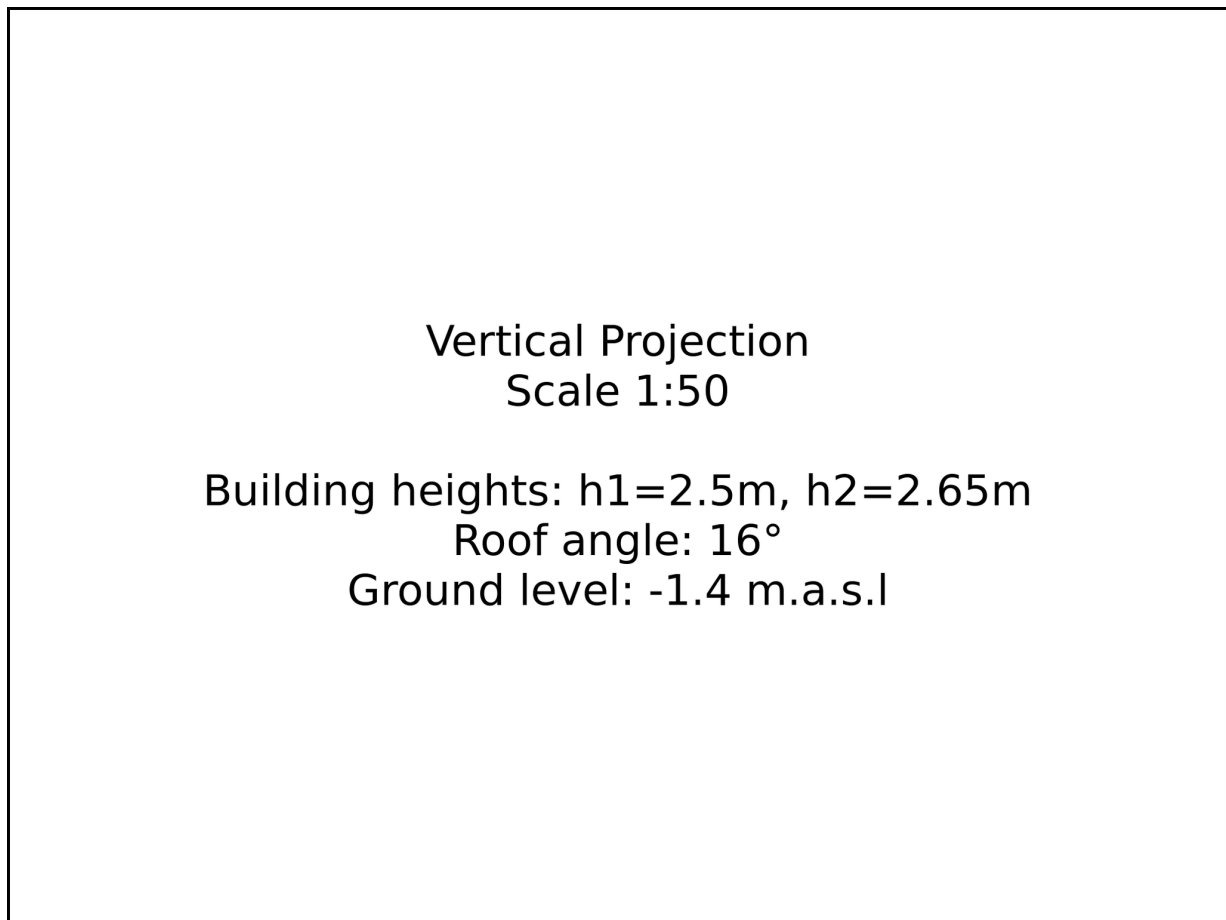 Vertical Projection
Scale 1:50
Building heights: h1=2.5m, h2=2.65m
Roof angle: 16°
Ground level: -1.4 m.a.s.l